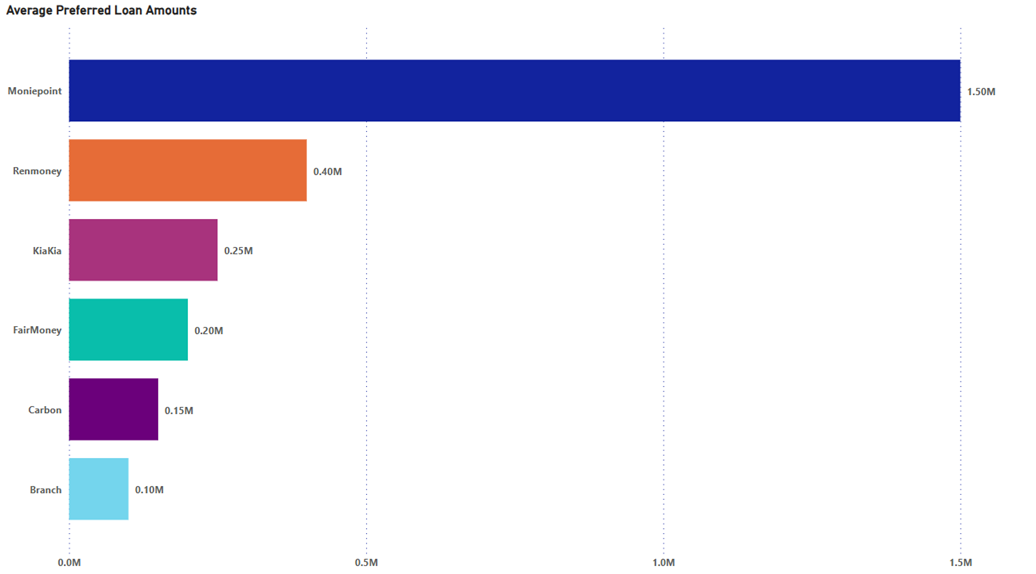 Average Preferred Loan Amounts
Moniepoint 1.50M
Renmoney 0.40M
KiaKia 0.25M
FairMoney 0.20M
Carbon 0.15M
Branch 0.10M
0.0M 0.5M 1.0M 1.5M